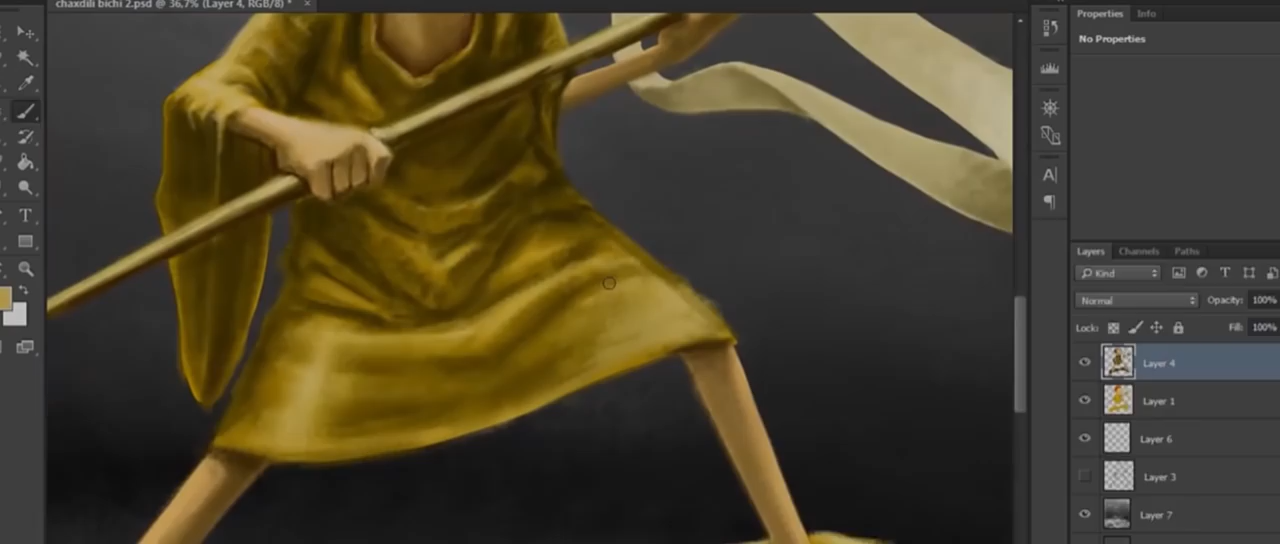 chaxdili bichi 2.psd @ 36,7% (Layer 4, RGB/8) * ×
Properties Info
No Properties
Layers Channels Paths
Kind
Normal Opacity: 100%
Lock: Fill: 100%
Layer 4
Layer 1
Layer 6
Layer 3
Layer 7